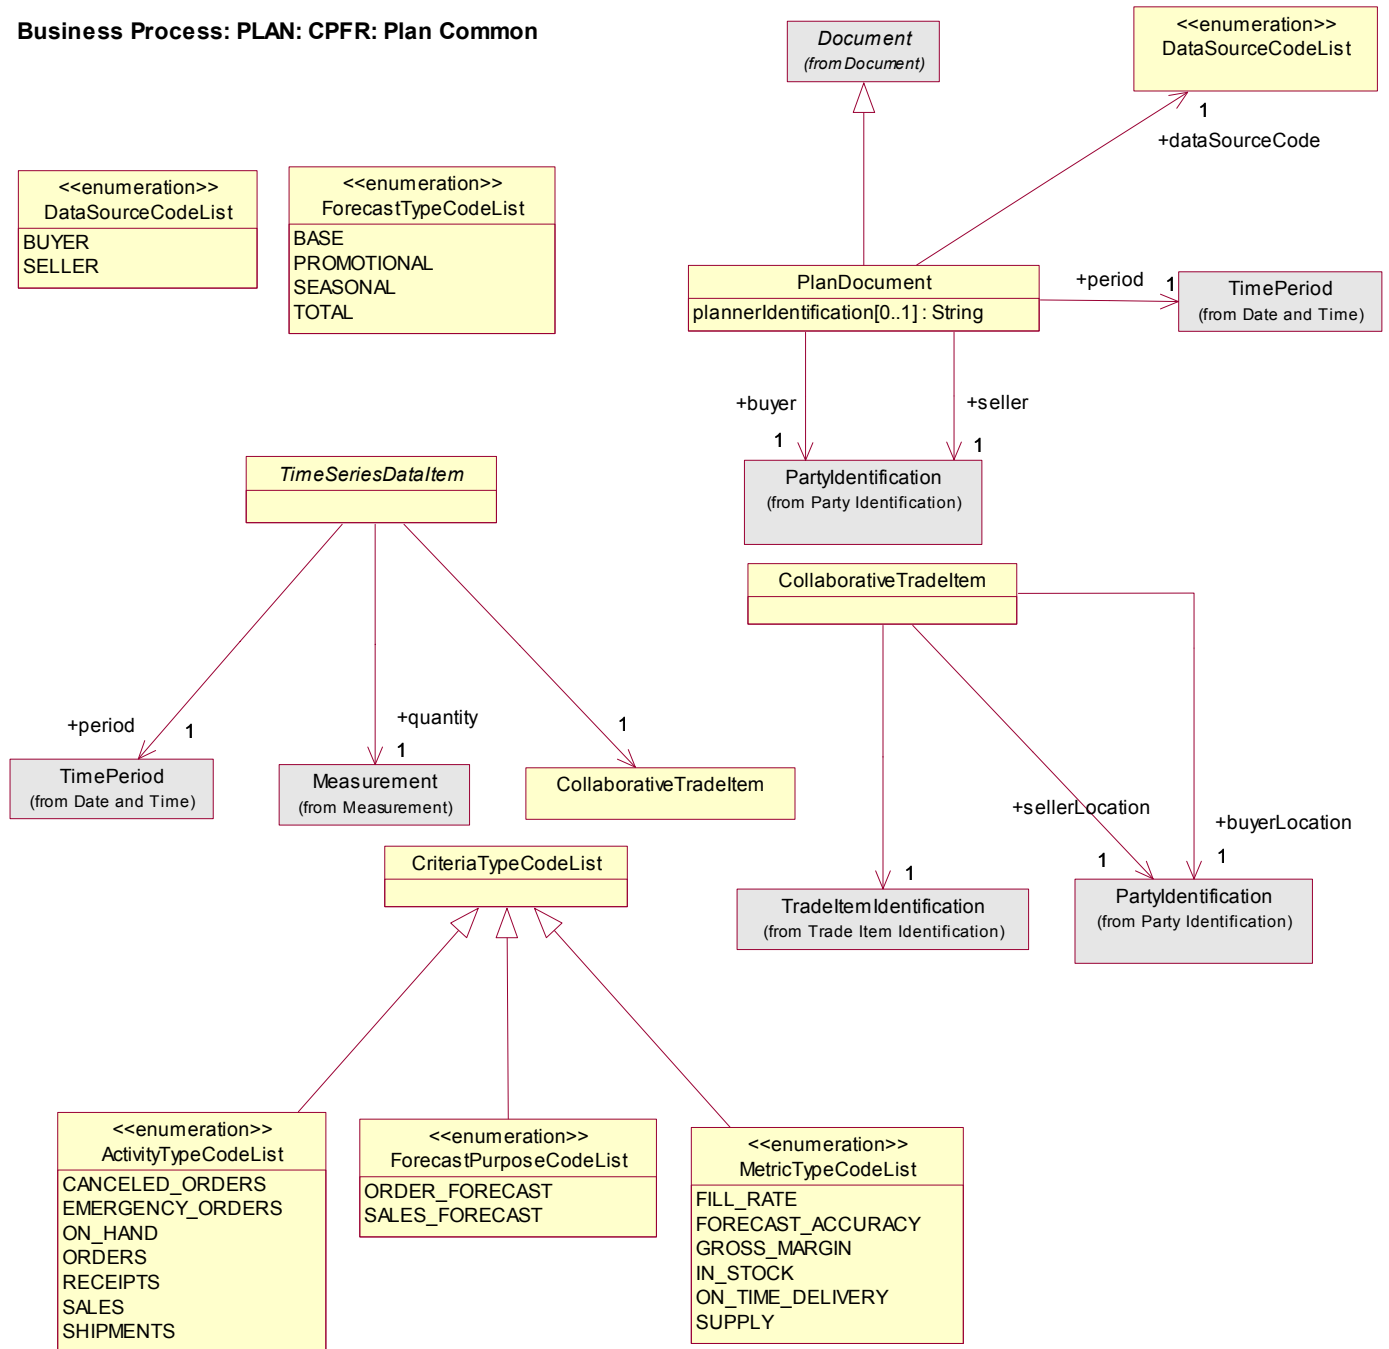 Business Process: PLAN: CPFR: Plan Common
Document
(from Document)
<<enumeration>>
DataSourceCodeList
1
+dataSourceCode
<<enumeration>>
DataSourceCodeList
BUYER
SELLER
<<enumeration>>
ForecastTypeCodeList
BASE
PROMOTIONAL
SEASONAL
TOTAL
PlanDocument
plannerIdentification[0..1] : String
+period
1
TimePeriod
(from Date and Time)
+buyer
1
+seller
1
PartyIdentification
(from Party Identification)
TimeSeriesDataItem
+period
1
+quantity
1
1
TimePeriod
(from Date and Time)
Measurement
(from Measurement)
CollaborativeTradeItem
CollaborativeTradeItem
1
+sellerLocation
1
+buyerLocation
1
TradeItemIdentification
(from Trade Item Identification)
PartyIdentification
(from Party Identification)
CriteriaTypeCodeList
<<enumeration>>
ActivityTypeCodeList
CANCELED_ORDERS
EMERGENCY_ORDERS
ON_HAND
ORDERS
RECEIPTS
SALES
SHIPMENTS
<<enumeration>>
ForecastPurposeCodeList
ORDER_FORECAST
SALES_FORECAST
<<enumeration>>
MetricTypeCodeList
FILL_RATE
FORECAST_ACCURACY
GROSS_MARGIN
IN_STOCK
ON_TIME_DELIVERY
SUPPLY